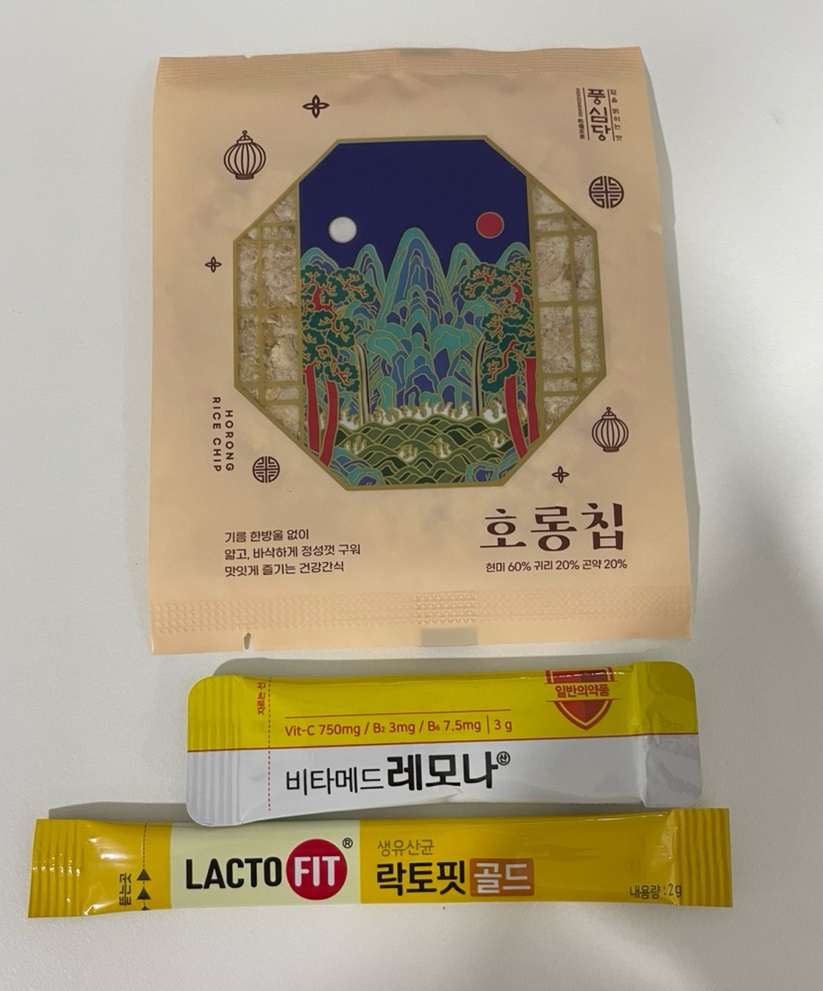 풍심당
HORONG
RICE CHIP
기름 한방울 없이
얇고, 바삭하게 정성껏 구워
맛있게 즐기는 건강간식
호롱칩
현미 60% 귀리 20% 곤약 20%
일반의약품
Vit-C 750mg / B₂ 3mg / B₆ 7.5mg | 3 g
비타메드 레모나 산
뜯는곳
LACTO FIT®
생유산균
락토핏 골드
내용량 : 2g